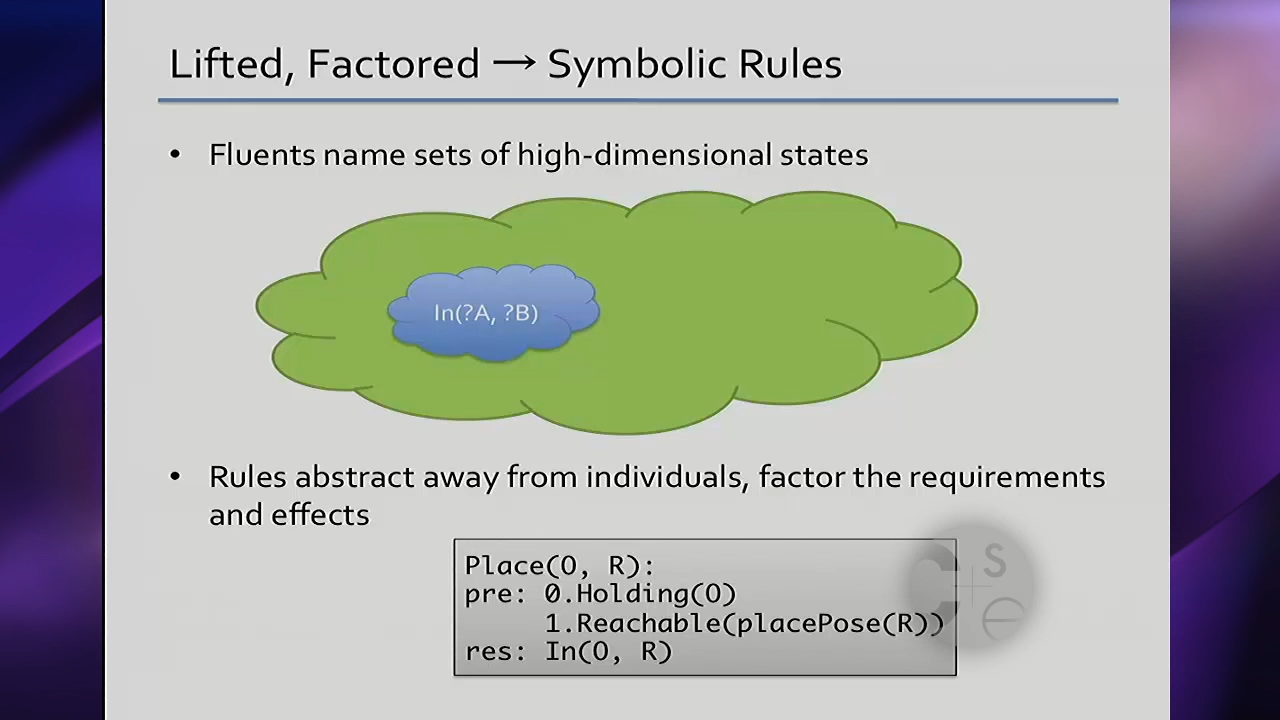 Lifted, Factored → Symbolic Rules
• Fluents name sets of high-dimensional states
In(?A, ?B)
• Rules abstract away from individuals, factor the requirements
and effects
Place(O, R):
pre: 0.Holding(O)
1.Reachable(placePose(R))
res: In(O, R)
C S
e